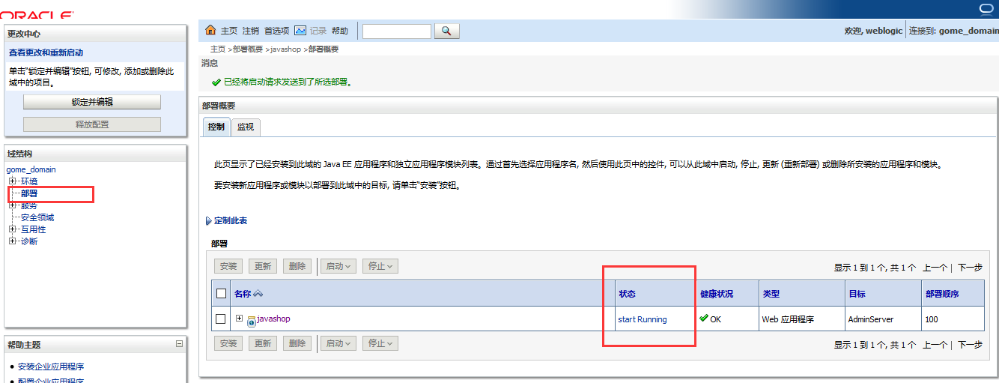 ORACLE
更改中心
查看更改和重新启动
单击“锁定并编辑”按钮, 可修改, 添加或删除此
域中的项目。
锁定并编辑
释放配置
域结构
gome_domain
环境
部署
服务
安全领域
互用性
诊断
帮助主题
安装企业应用程序
配置企业应用程序
主页 注销 首选项 记录 帮助
欢迎, weblogic 连接到: gome_domain
主页 >部署概要 >javashop >部署概要
消息
已经将启动请求发送到了所选部署。
部署概要
控制 监视
此页显示了已经安装到此域的 Java EE 应用程序和独立应用程序模块列表。通过首先选择应用程序名, 然后使用此页中的控件, 可以从此域中启动, 停止, 更新 (重新部署) 或删除所安装的应用程序和模块。
要安装新应用程序或模块以部署到此域中的目标, 请单击“安装”按钮。
定制此表
部署
安装 更新 删除 启动 停止 显示 1 到 1 个, 共 1 个 上一个 | 下一步
名称 状态 健康状况 类型 目标 部署顺序
javashop start Running OK Web 应用程序 AdminServer 100
安装 更新 删除 启动 停止 显示 1 到 1 个, 共 1 个 上一个 | 下一步